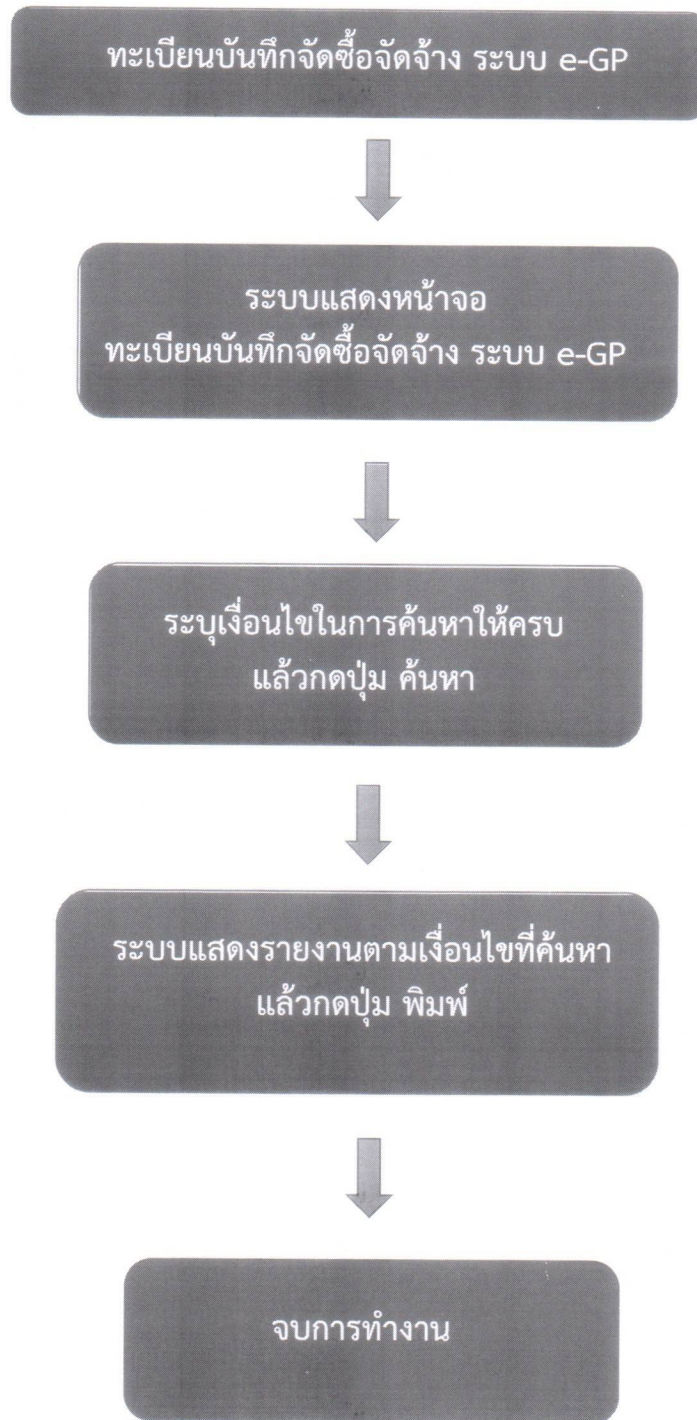 ทะเบียนบันทึกจัดซื้อจัดจ้าง ระบบ e-GP
ระบบแสดงหน้าจอ
ทะเบียนบันทึกจัดซื้อจัดจ้าง ระบบ e-GP
ระบุเงื่อนไขในการค้นหาให้ครบ
แล้วกดปุ่ม ค้นหา
ระบบแสดงรายงานตามเงื่อนไขที่ค้นหา
แล้วกดปุ่ม พิมพ์
จบการทำงาน